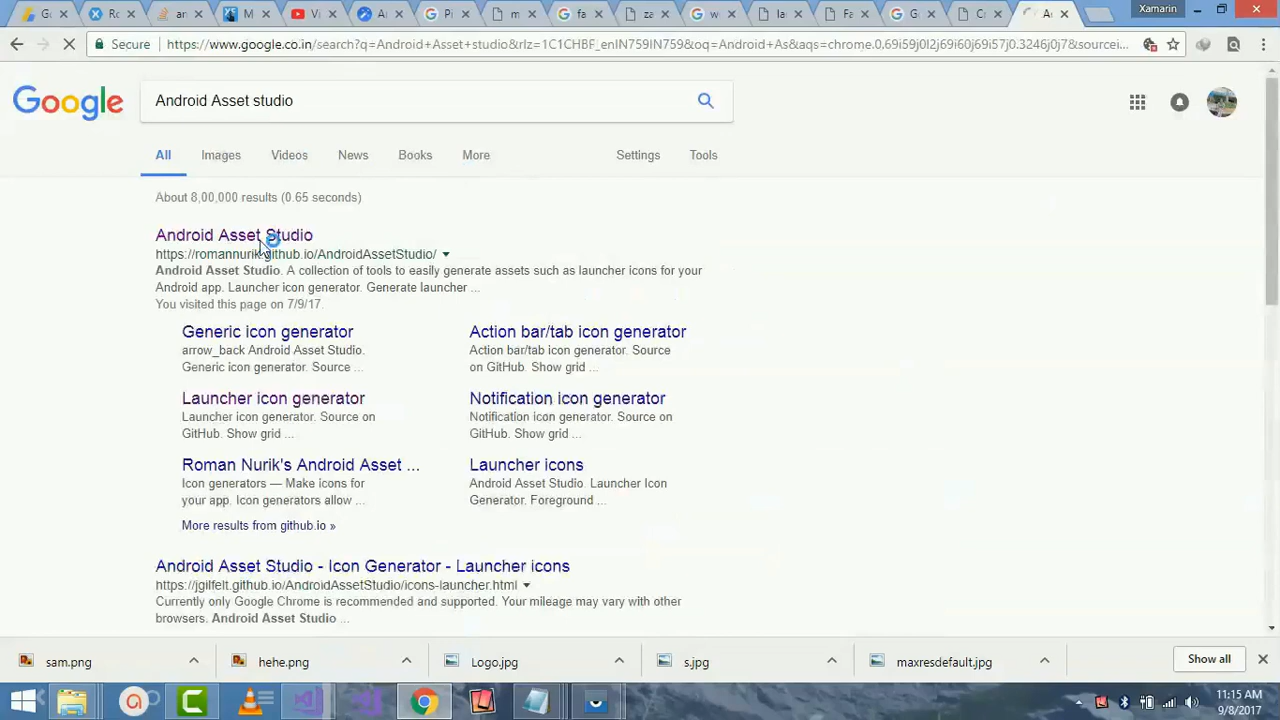 Xamarin
Secure
https://www.google.co.in/search?q=Android+Asset+studio&rlz=1C1CHBF_enIN759IN759&oq=Android+As&aqs=chrome.0.69i59j0l2j69i60j69i57j0.3246j0j7&sourcei...
Google
Android Asset studio
All Images Videos News Books More Settings Tools
About 8,00,000 results (0.65 seconds)
Android Asset Studio
https://romannurik.github.io/AndroidAssetStudio/
Android Asset Studio. A collection of tools to easily generate assets such as launcher icons for your
Android app. Launcher icon generator. Generate launcher ...
You visited this page on 7/9/17.
Generic icon generator
arrow_back Android Asset Studio.
Generic icon generator. Source ...
Action bar/tab icon generator
Action bar/tab icon generator. Source
on GitHub. Show grid ...
Launcher icon generator
Launcher icon generator. Source on
GitHub. Show grid ...
Notification icon generator
Notification icon generator. Source on
GitHub. Show grid ...
Roman Nurik's Android Asset ...
Icon generators — Make icons for
your app. Icon generators allow ...
Launcher icons
Android Asset Studio. Launcher Icon
Generator. Foreground ...
More results from github.io »
Android Asset Studio - Icon Generator - Launcher icons
https://jgilfelt.github.io/AndroidAssetStudio/icons-launcher.html
Currently only Google Chrome is recommended and supported. Your mileage may vary with other
browsers. Android Asset Studio ...
sam.png
hehe.png
Logo.jpg
s.jpg
maxresdefault.jpg
Show all
11:15 AM
9/8/2017